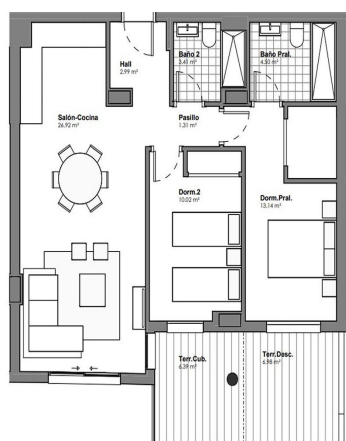 Hall
2.99 m²
Baño 2
3.41 m²
Baño Pral.
4.50 m²
Salón-Cocina
26.92 m²
Pasillo
1.31 m²
Dorm.2
10.02 m²
Dorm.Pral.
13.14 m²
Terr.Cub.
6.39 m²
Terr.Desc.
6.98 m²